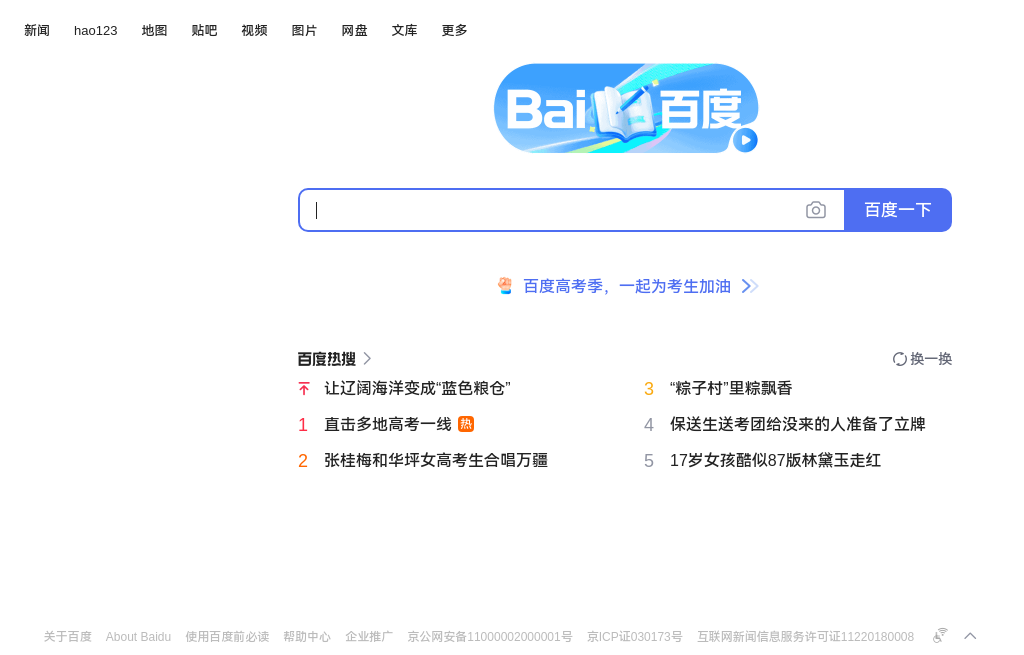 新闻 hao123 地图 贴吧 视频 图片 网盘 文库 更多
Bai 百度
百度一下
百度高考季，一起为考生加油
百度热搜 换一换
让辽阔海洋变成“蓝色粮仓”
1 直击多地高考一线 热
2 张桂梅和华坪女高考生合唱万疆
3 “粽子村”里粽飘香
4 保送生送考团给没来的人准备了立牌
5 17岁女孩酷似87版林黛玉走红
关于百度 About Baidu 使用百度前必读 帮助中心 企业推广 京公网安备11000002000001号 京ICP证030173号 互联网新闻信息服务许可证11220180008